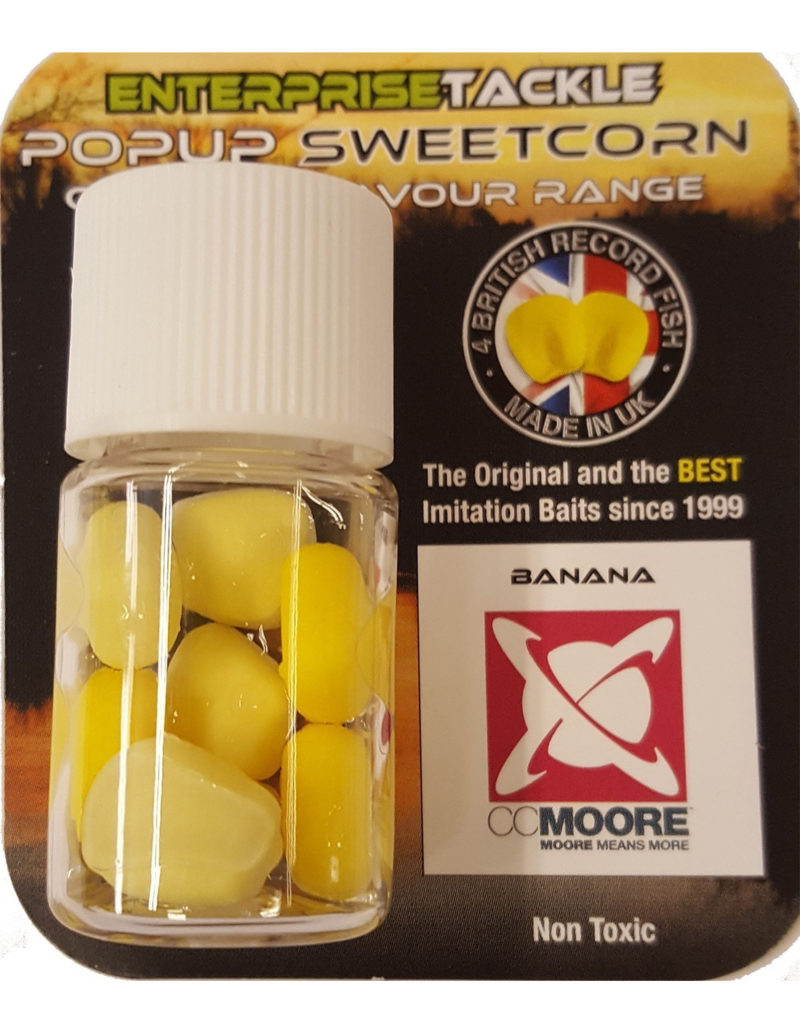 ENTERPRISETACKLE
POPUP SWEETCORN
RANGE
4 BRITISH RECORD FISH
MADE IN UK
The Original and the BEST
Imitation Baits since 1999
BANANA
CCMOORE
MOORE MEANS MORE
Non Toxic